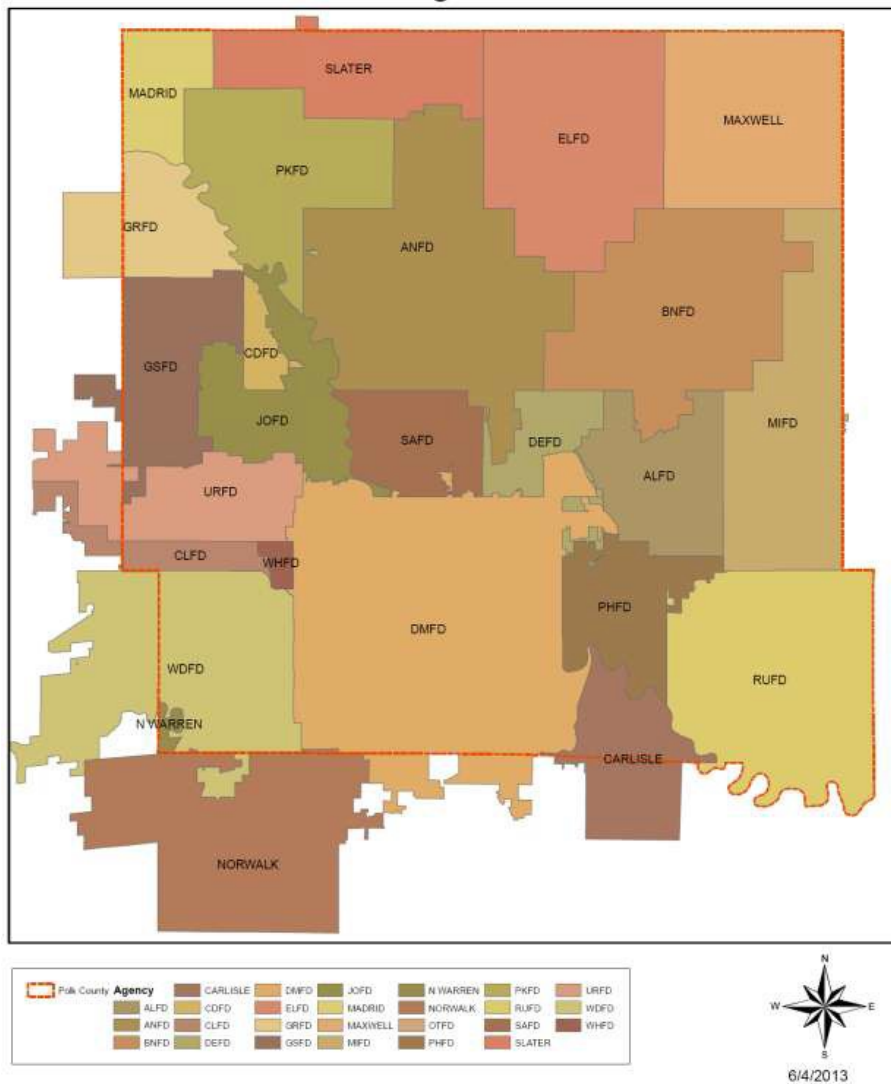 SLATER
MADRID
MAXWELL
ELFD
PKFD
GRFD
ANFD
BNFD
CDFD
GSFD
JOFD
SAFD
DEFD
MIFD
ALFD
URFD
CLFD
WHFD
PHFD
DMFD
WDFD
RUFD
N WARREN
CARLISLE
NORWALK
Polk County Agency CARLISLE DMFD JOFD N WARREN PKFD URFD
ALFD CDFD ELFD MADRID NORWALK RUFD WDFD
ANFD CLFD GRFD MAXWELL OTFD SAFD WHFD
BNFD DEFD GSFD MIFD PHFD SLATER
N
W E
S
6/4/2013